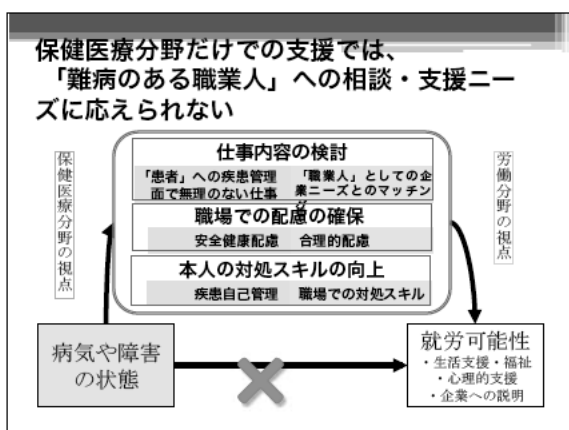 保健医療分野だけでの支援では、
「難病のある職業人」への相談・支援ニー
ズに応えられない
保健医療分野の視点
仕事内容の検討
「患者」への疾患管理
面で無理のない仕事
「職業人」としての企
業ニーズとのマッチン
グ
職場での配慮の確保
安全健康配慮
合理的配慮
本人の対処スキルの向上
疾患自己管理
職場での対処スキル
労働分野の視点
病気や障害
の状態
就労可能性
・生活支援・福祉
・心理的支援
・企業への説明